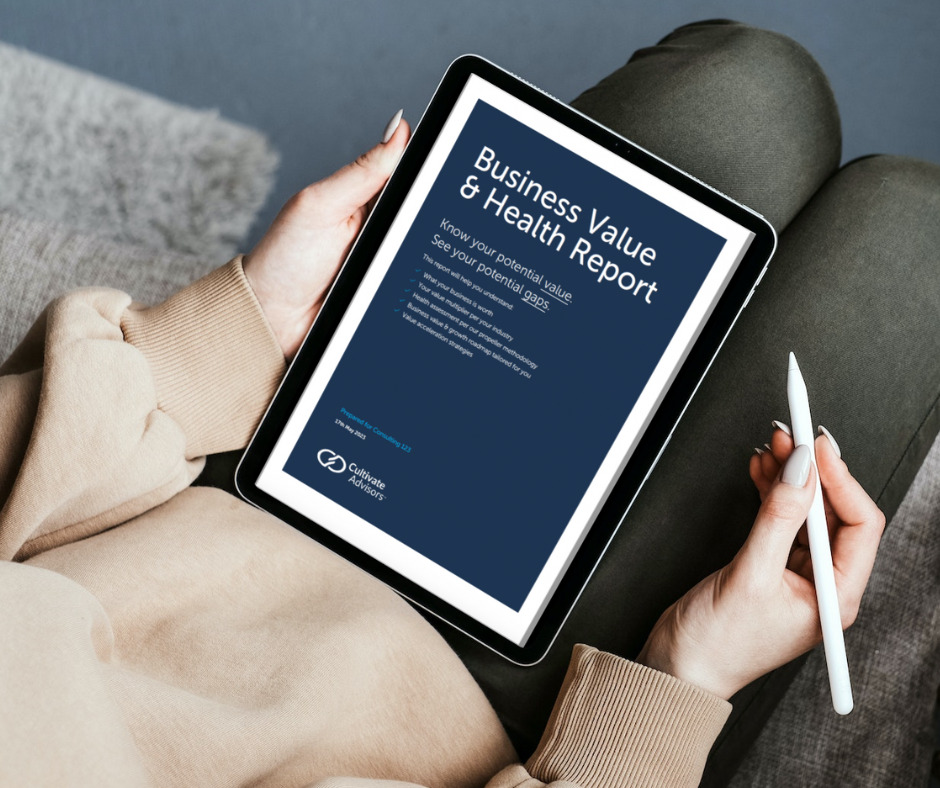 Business Value
& Health Report
Know your potential value.
See your potential gaps.
This report will help you understand:
What your business is worth
Your value multiplier per your industry
Health assessment per our propeller methodology
Business value & growth roadmap tailored for you
Value acceleration strategies
Prepared for Consulting 123
17th May 2023
Cultivate
Advisors